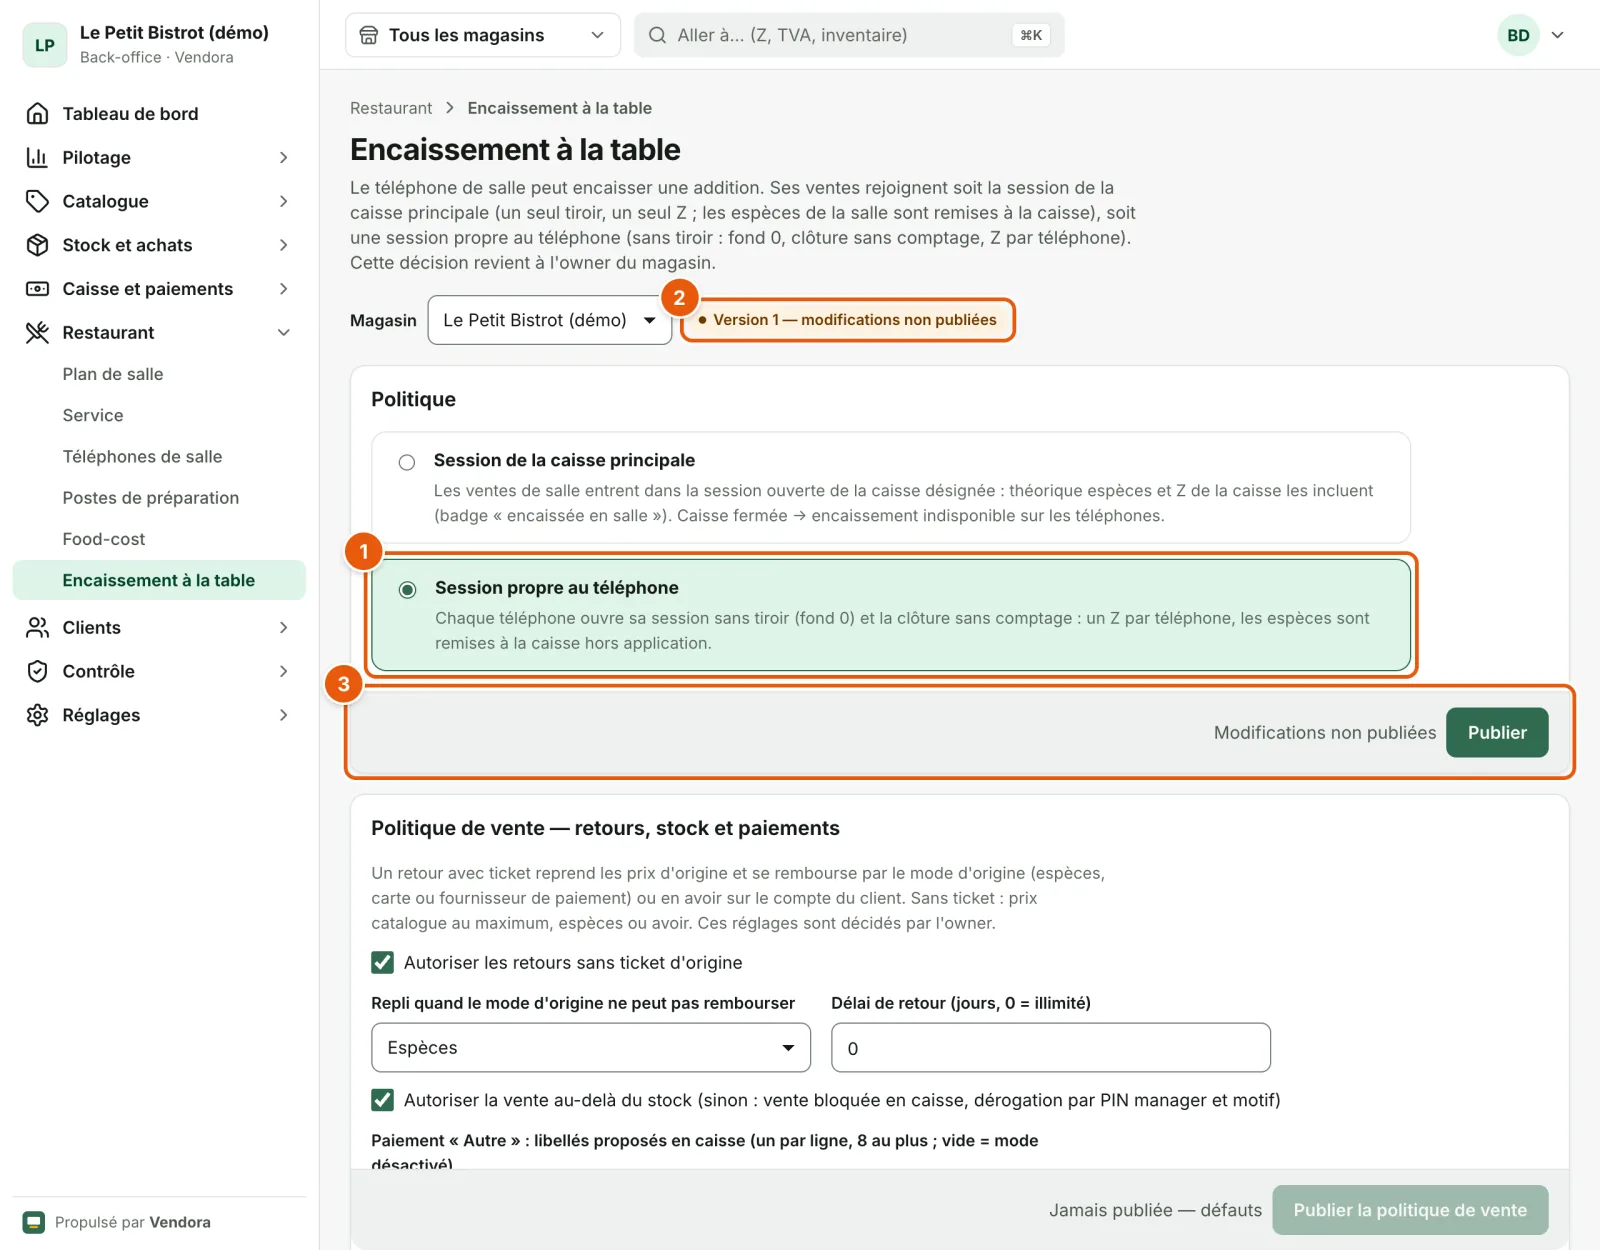 LP
Le Petit Bistrot (démo)
Back-office · Vendora
Tous les magasins
Aller à... (Z, TVA, inventaire)
⌘K
BD
Tableau de bord
Pilotage
Catalogue
Stock et achats
Caisse et paiements
Restaurant
Plan de salle
Service
Téléphones de salle
Postes de préparation
Food-cost
Encaissement à la table
Clients
Contrôle
Réglages
Propulsé par Vendora
Restaurant > Encaissement à la table
Encaissement à la table
Le téléphone de salle peut encaisser une addition. Ses ventes rejoignent soit la session de la
caisse principale (un seul tiroir, un seul Z ; les espèces de la salle sont remises à la caisse), soit
une session propre au téléphone (sans tiroir : fond 0, clôture sans comptage, Z par téléphone).
Cette décision revient à l'owner du magasin.
Magasin
Le Petit Bistrot (démo)
2
• Version 1 — modifications non publiées
Politique
Session de la caisse principale
Les ventes de salle entrent dans la session ouverte de la caisse désignée : théorique espèces et Z de la caisse les incluent
(badge « encaissée en salle »). Caisse fermée → encaissement indisponible sur les téléphones.
1
Session propre au téléphone
Chaque téléphone ouvre sa session sans tiroir (fond 0) et la clôture sans comptage : un Z par téléphone, les espèces sont
remises à la caisse hors application.
3
Modifications non publiées
Publier
Politique de vente — retours, stock et paiements
Un retour avec ticket reprend les prix d'origine et se rembourse par le mode d'origine (espèces,
carte ou fournisseur de paiement) ou en avoir sur le compte du client. Sans ticket : prix
catalogue au maximum, espèces ou avoir. Ces réglages sont décidés par l'owner.
Autoriser les retours sans ticket d'origine
Repli quand le mode d'origine ne peut pas rembourser
Délai de retour (jours, 0 = illimité)
Espèces
0
Autoriser la vente au-delà du stock (sinon : vente bloquée en caisse, dérogation par PIN manager et motif)
Paiement « Autre » : libellés proposés en caisse (un par ligne, 8 au plus ; vide = mode
désactivé)
Jamais publiée — défauts
Publier la politique de vente